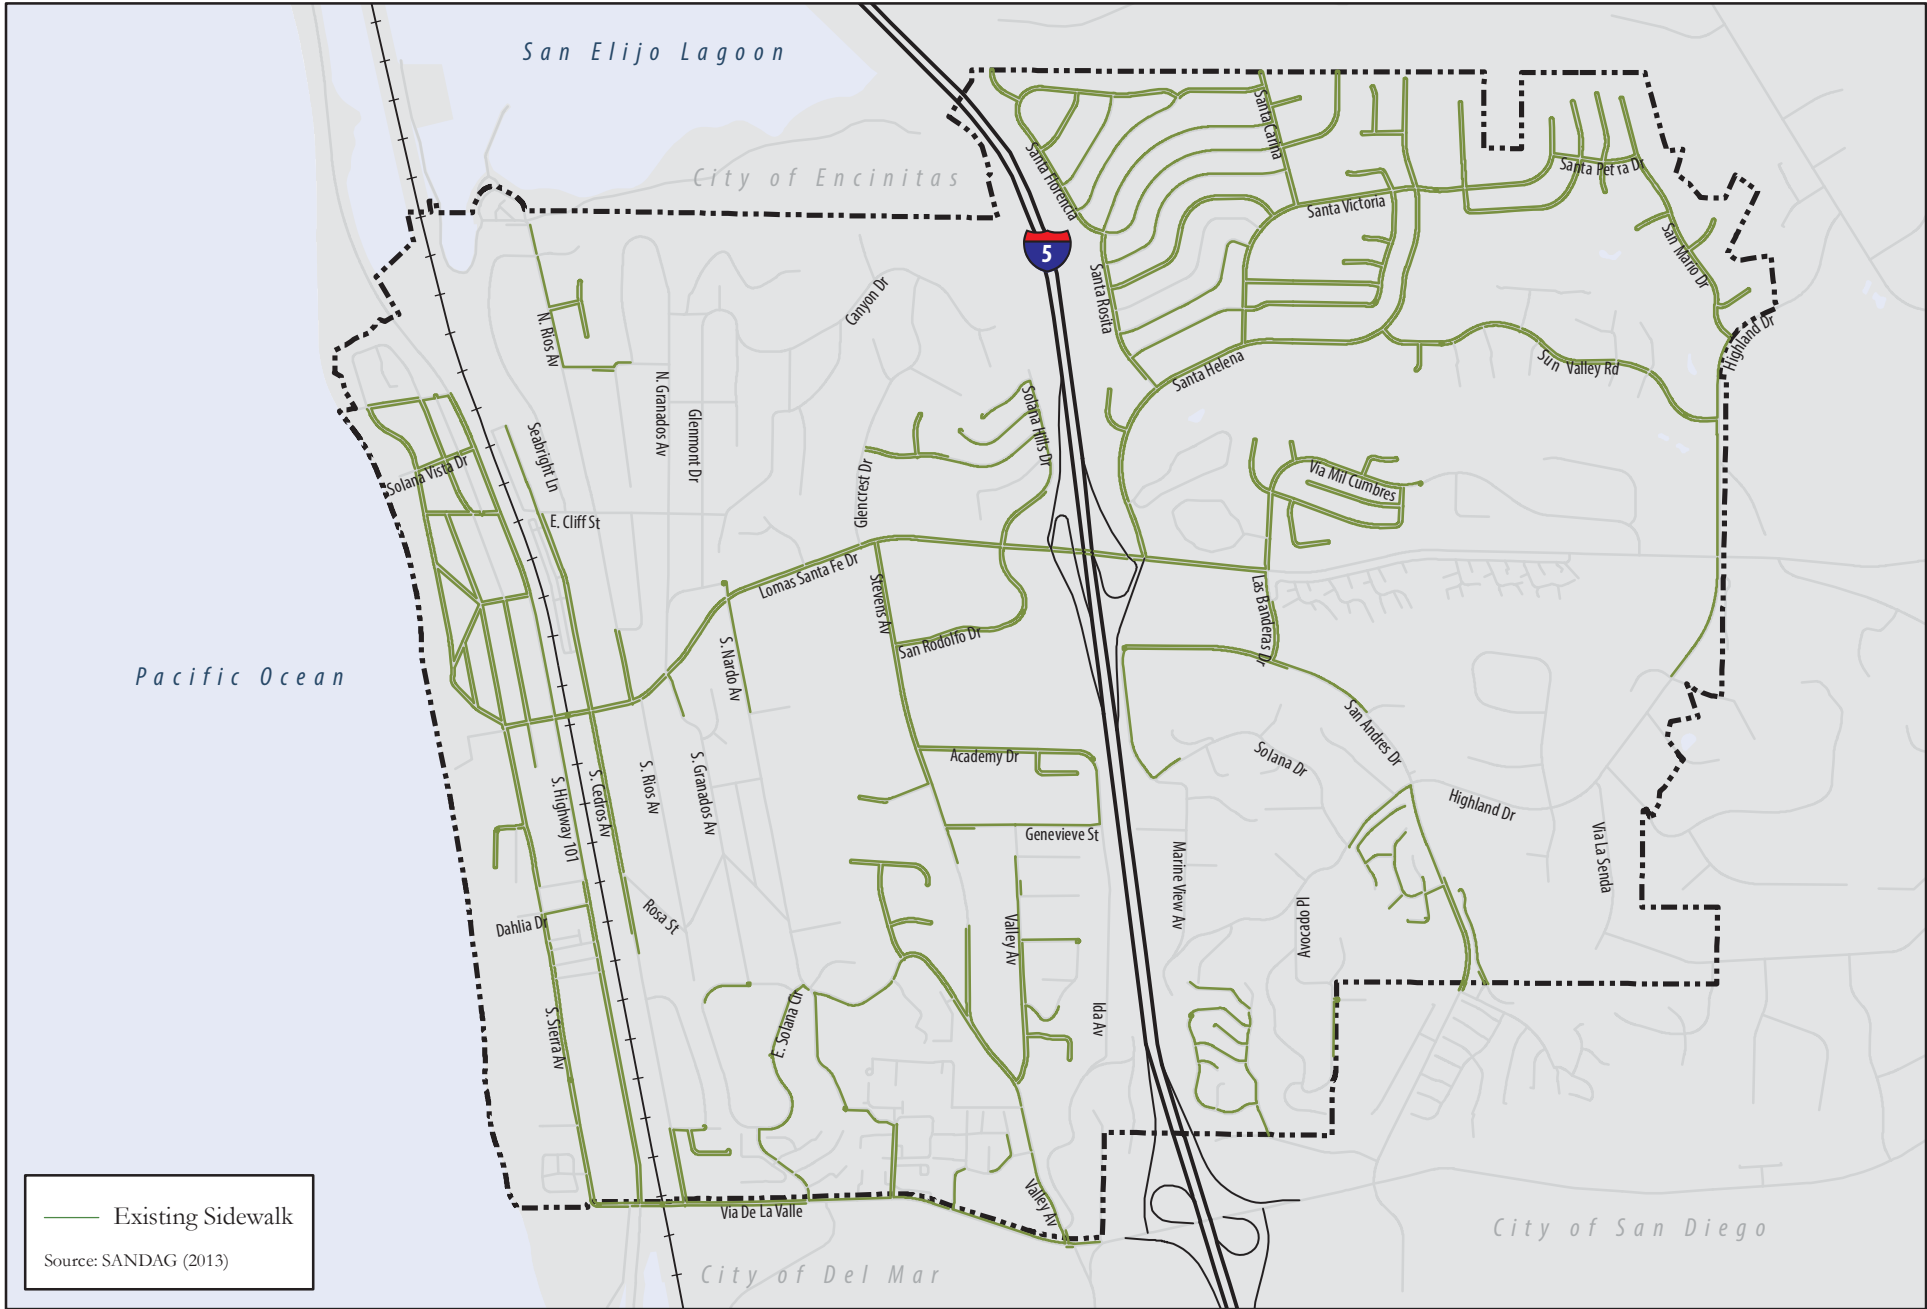 San Elijo Lagoon
City of Encinitas
5
Santa Carina
Santa Florencia
Santa Petra Dr
Santa Victoria
San Mario Dr
Santa Rosita
Canyon Dr
N. Rios Av
Highland Dr
Sun Valley Rd
Santa Helena
N. Granados Av
Glenmont Dr
Solana Hills Dr
Seabright Ln
Solana Vista Dr
Glencrest Dr
Via Mil Cumbres
E. Cliff St
Lomas Santa Fe Dr
Stevens Av
Las Banderas Dr
San Rodolfo Dr
S. Nardo Av
Pacific Ocean
San Andres Dr
Solana Dr
Academy Dr
S. Highway 101
S. Cedros Av
S. Rios Av
S. Granados Av
Highland Dr
Genevieve St
Via La Senda
Marine View Av
Rosa St
Dahlia Dr
Valley Av
Avocado Pl
S. Sierra Av
E. Solana Cir
Ida Av
Valley Av
Via De La Valle
Existing Sidewalk
Source: SANDAG (2013)
City of San Diego
City of Del Mar